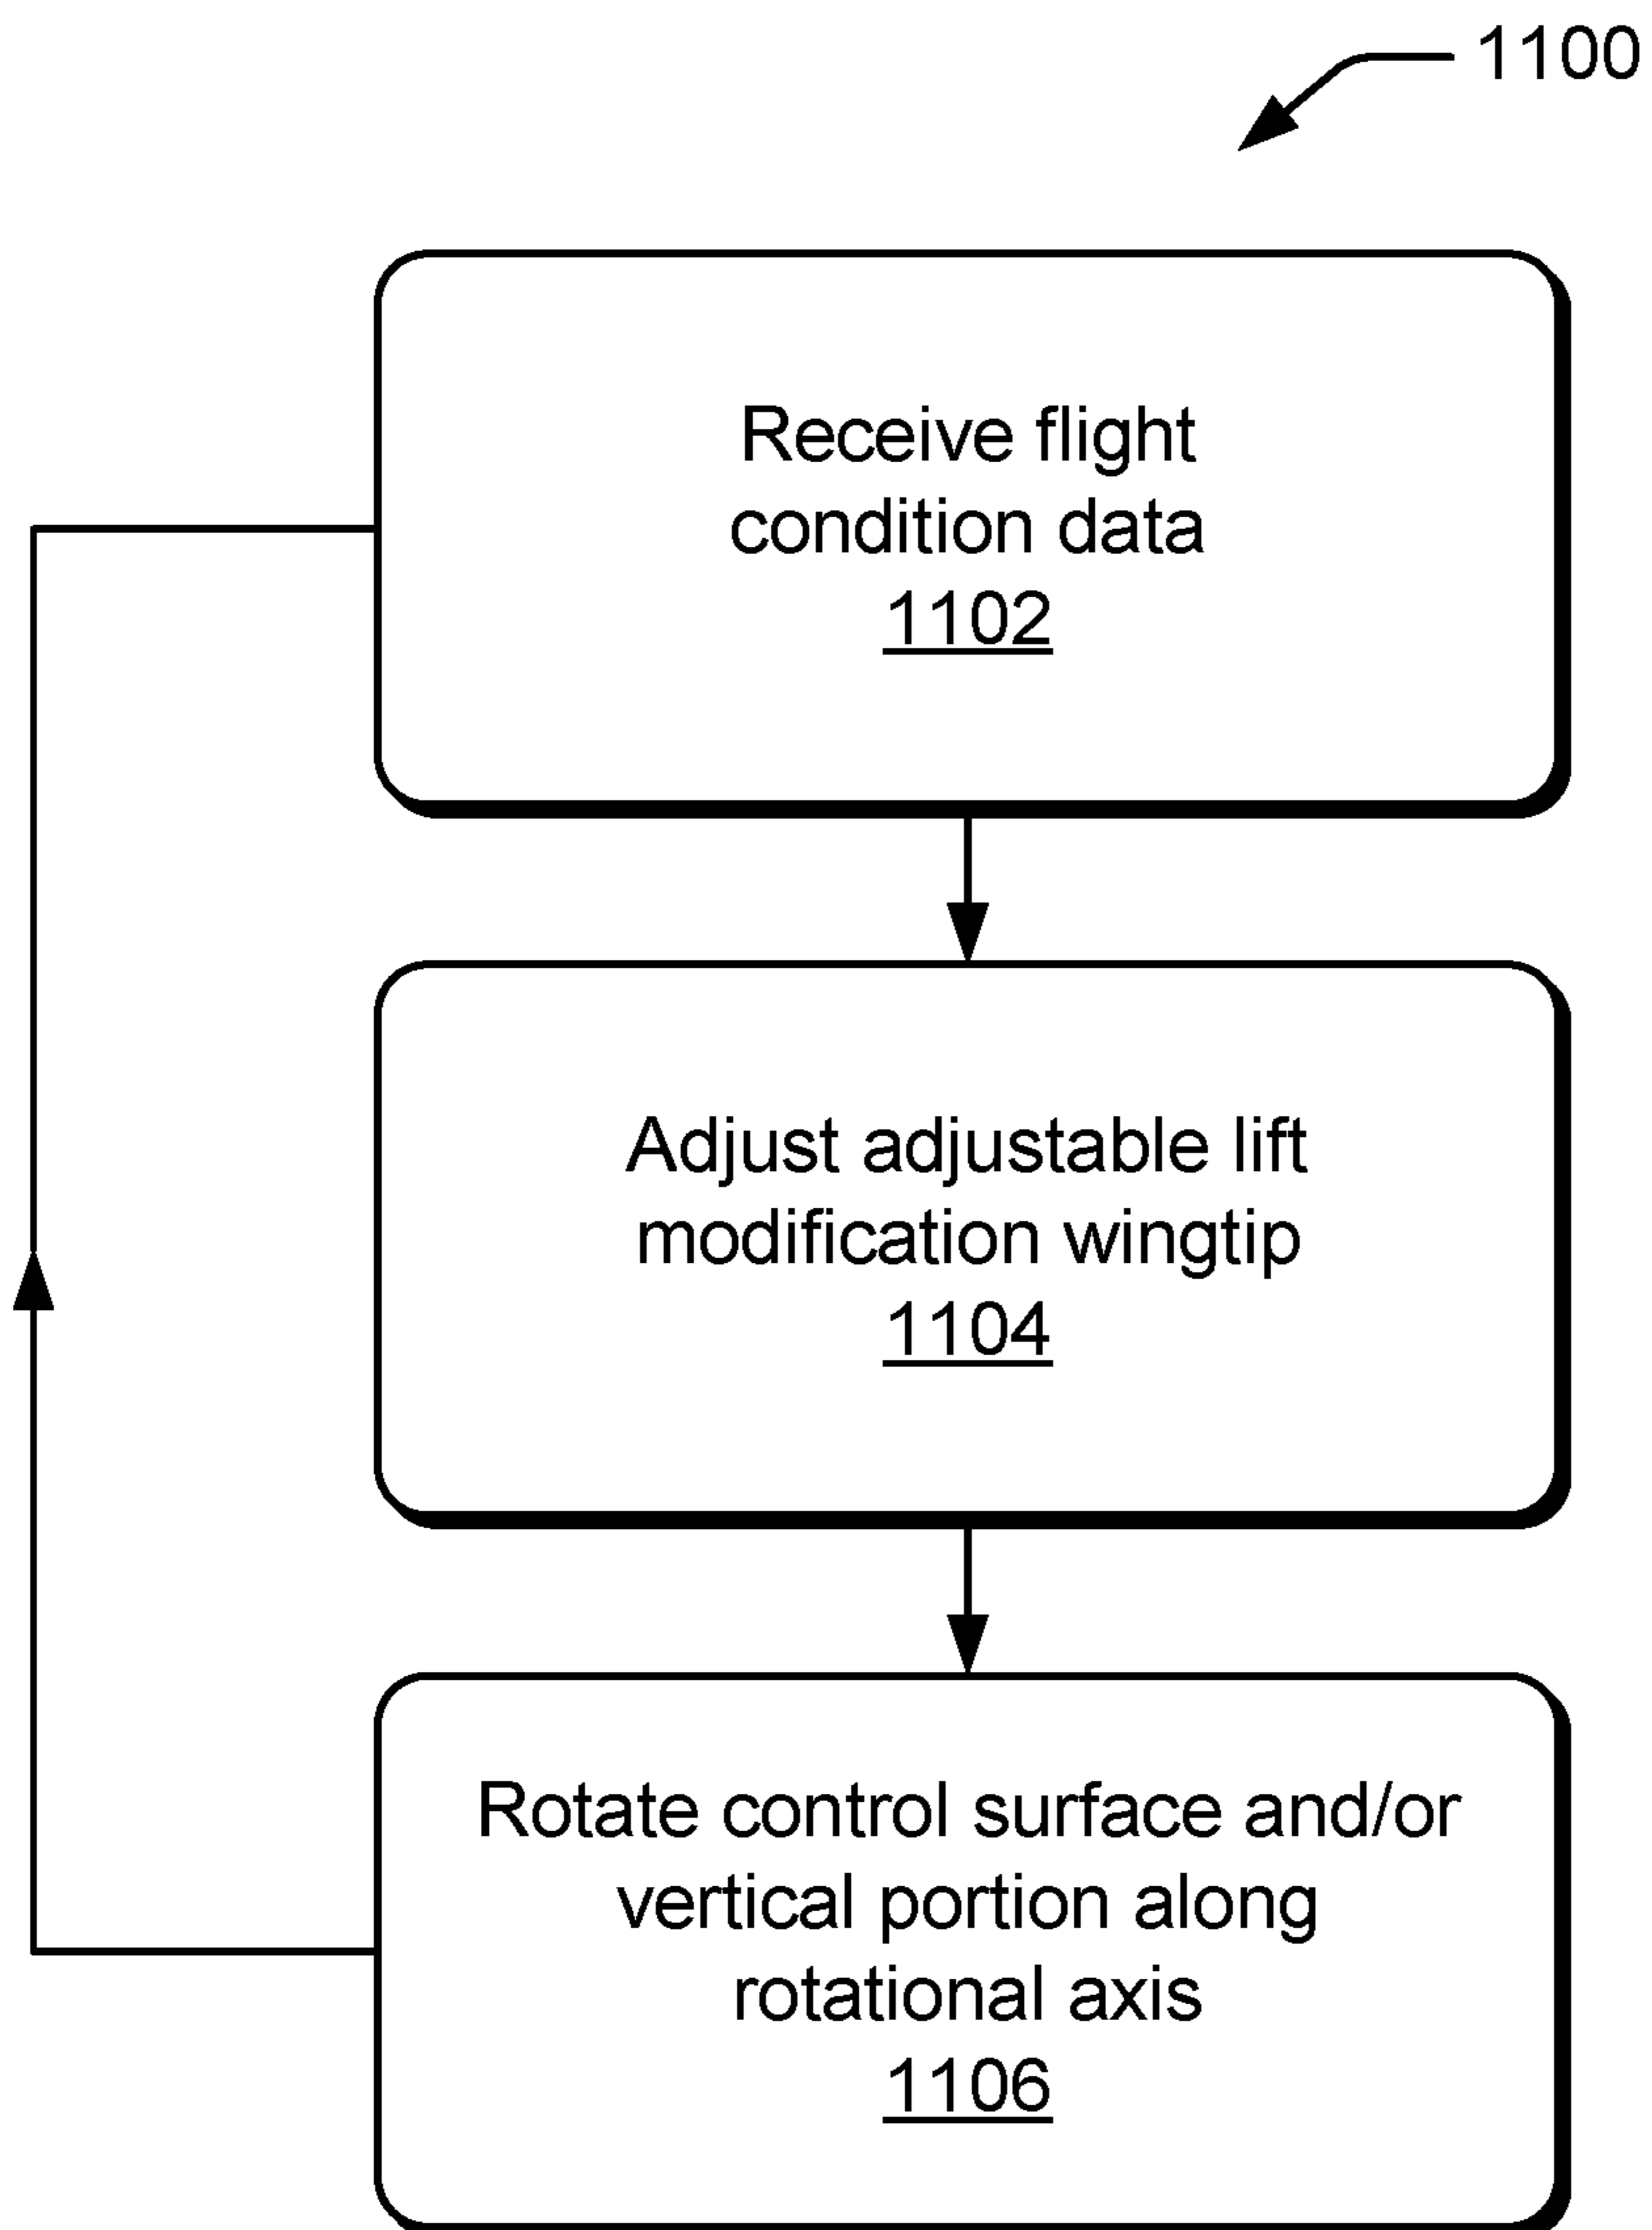 1100
Receive flight
condition data
1102
Adjust adjustable lift
modification wingtip
1104
Rotate control surface and/or
vertical portion along
rotational axis
1106